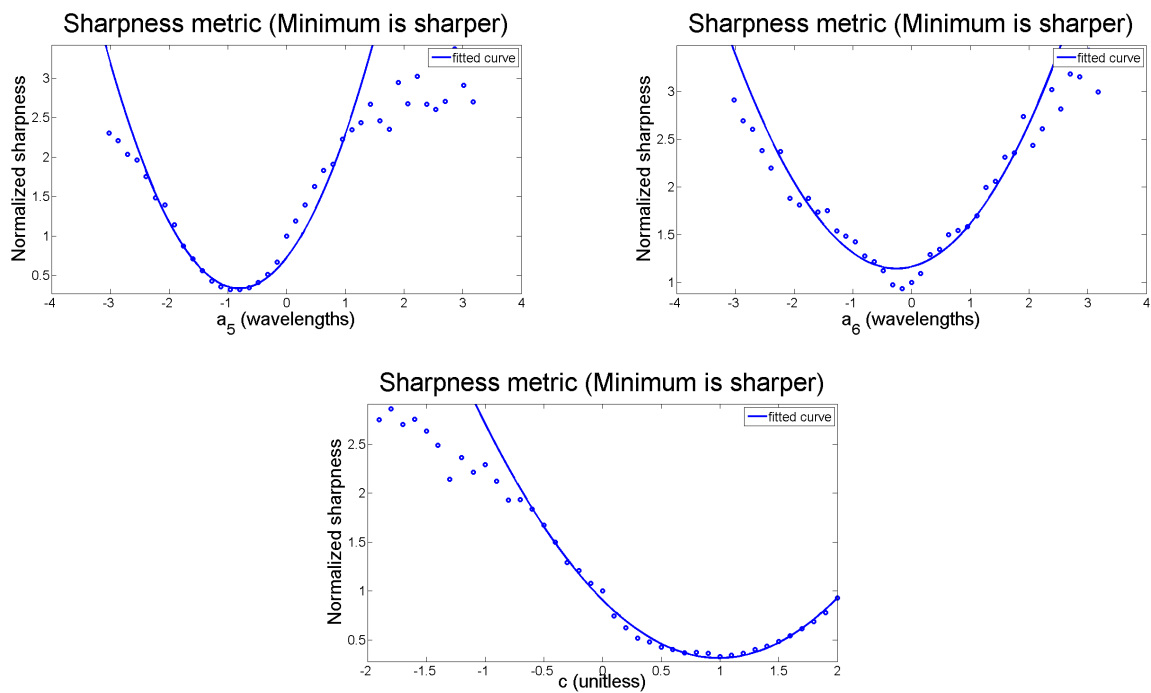 Sharpness metric (Minimum is sharper)
fitted curve
Normalized sharpness
3
2.5
2
1.5
1
0.5
-4 -3 -2 -1 0 1 2 3 4
a5 (wavelengths)
Sharpness metric (Minimum is sharper)
fitted curve
Normalized sharpness
3
2.5
2
1.5
1
-4 -3 -2 -1 0 1 2 3 4
a6 (wavelengths)
Sharpness metric (Minimum is sharper)
fitted curve
Normalized sharpness
2.5
2
1.5
1
0.5
-2 -1.5 -1 -0.5 0 0.5 1 1.5 2
c (unitless)